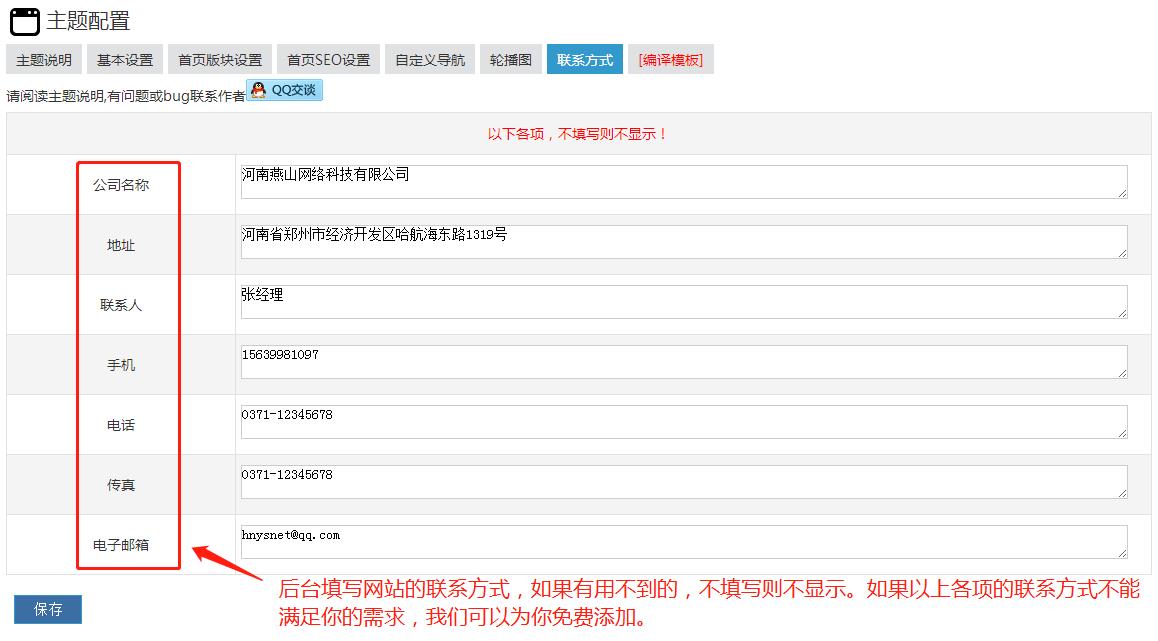 主题配置
主题说明 基本设置 首页版块设置 首页SEO设置 自定义导航 轮播图 联系方式 [编译模板]
请阅读主题说明,有问题或bug联系作者 QQ交谈
以下各项，不填写则不显示！
公司名称 河南燕山网络科技有限公司
地址 河南省郑州市经济开发区哈航海东路1319号
联系人 张经理
手机 15639981097
电话 0371-12345678
传真 0371-12345678
电子邮箱 hnysnet@qq.com
后台填写网站的联系方式，如果有用不到的，不填写则不显示。如果以上各项的联系方式不能
满足你的需求，我们可以为你免费添加。
保存